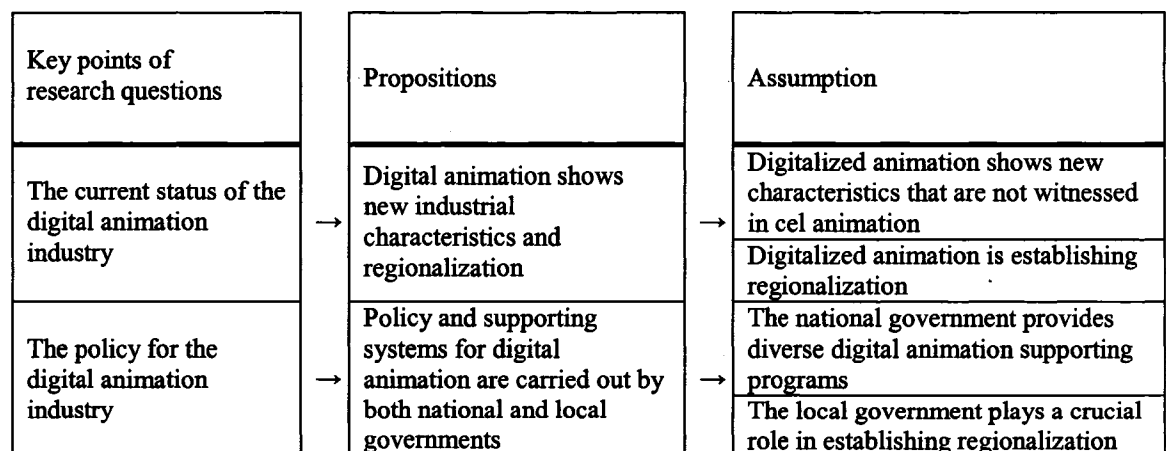 Key points of
research questions
Propositions
Assumption
The current status of the
digital animation
industry
→
Digital animation shows
new industrial
characteristics and
regionalization
→
Digitalized animation shows new
characteristics that are not witnessed
in cel animation
Digitalized animation is establishing
regionalization
The policy for the
digital animation
industry
→
Policy and supporting
systems for digital
animation are carried out by
both national and local
governments
→
The national government provides
diverse digital animation supporting
programs
The local government plays a crucial
role in establishing regionalization